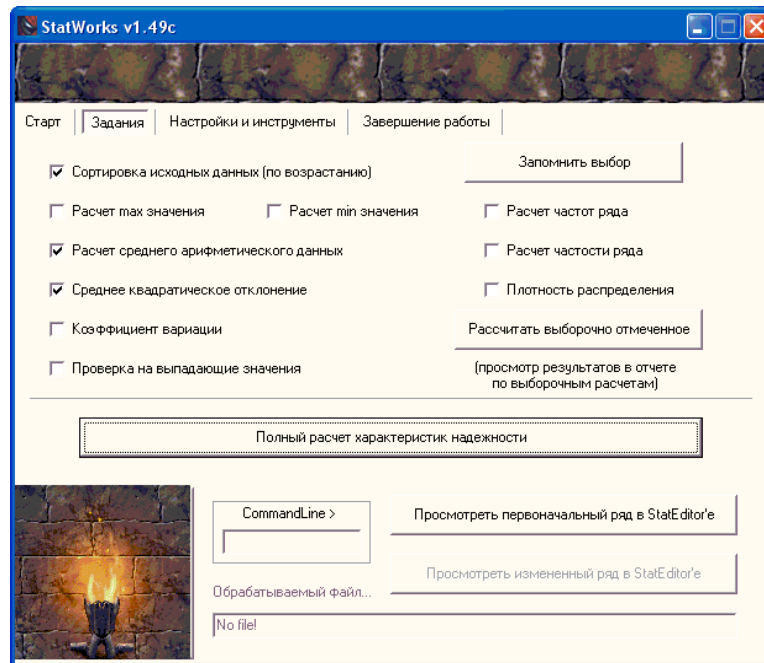 StatWorks v1.49c
Старт
Задания
Настройки и инструменты
Завершение работы
Сортировка исходных данных (по возрастанию)
Запомнить выбор
Расчет max значения
Расчет min значения
Расчет частот ряда
Расчет среднего арифметического данных
Расчет частости ряда
Среднее квадратическое отклонение
Плотность распределения
Коэффициент вариации
Рассчитать выборочно отмеченное
Проверка на выпадающие значения
(просмотр результатов в отчете
по выборочным расчетам)
Полный расчет характеристик надежности
CommandLine >
Просмотреть первоначальный ряд в StatEditor'е
Просмотреть измененный ряд в StatEditor'е
Обрабатываемый файл...
No file!